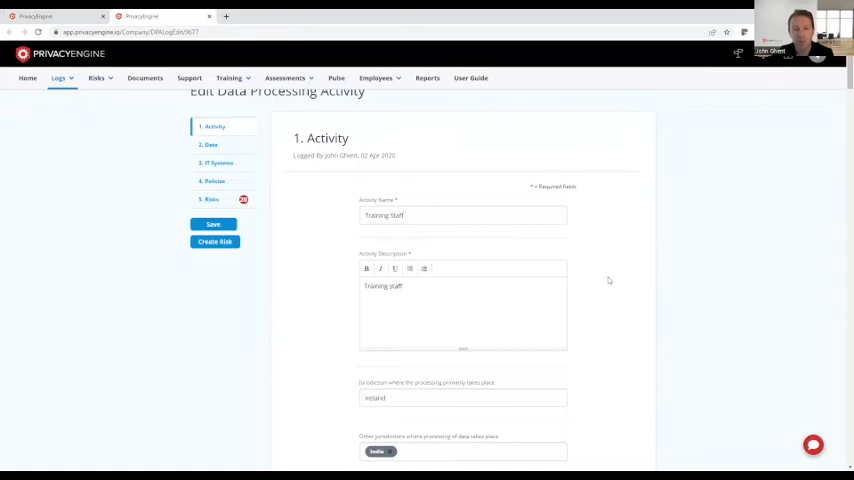 PrivacyEngine
PrivacyEngine
app.privacyengine.io/Company/DPALogEdit/9677
John Ghent
PRIVACYENGINE
Home Logs Risks Documents Support Training Assessments Pulse Employees Reports User Guide
Edit Data Processing Activity
1. Activity
2. Data
3. IT Systems
4. Policies
5. Risks 20
Save
Create Risk
1. Activity
Logged By John Ghent, 02 Apr 2020
* = Required Fields
Activity Name *
Training Staff
Activity Description *
B I U
Training staff
Jurisdiction where the processing primarily takes place
Ireland
Other jurisdictions where processing of data takes place
India ×